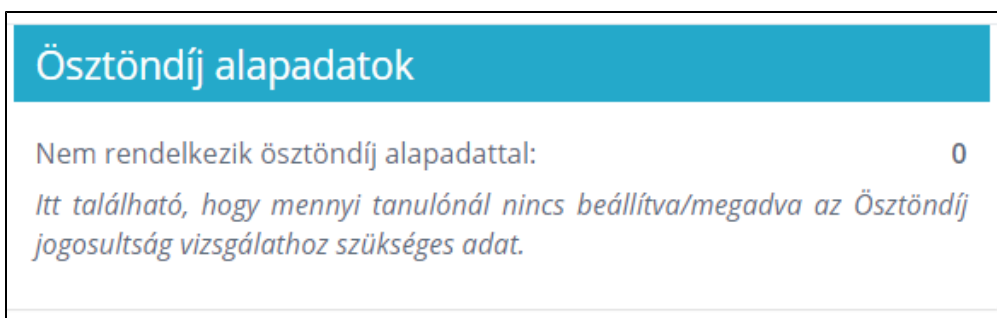 Ösztöndíj alapadatok
Nem rendelkezik ösztöndíj alapadattal: 0
Itt található, hogy mennyi tanulónál nincs beállítva/megadva az Ösztöndíj
jogosultság vizsgálathoz szükséges adat.